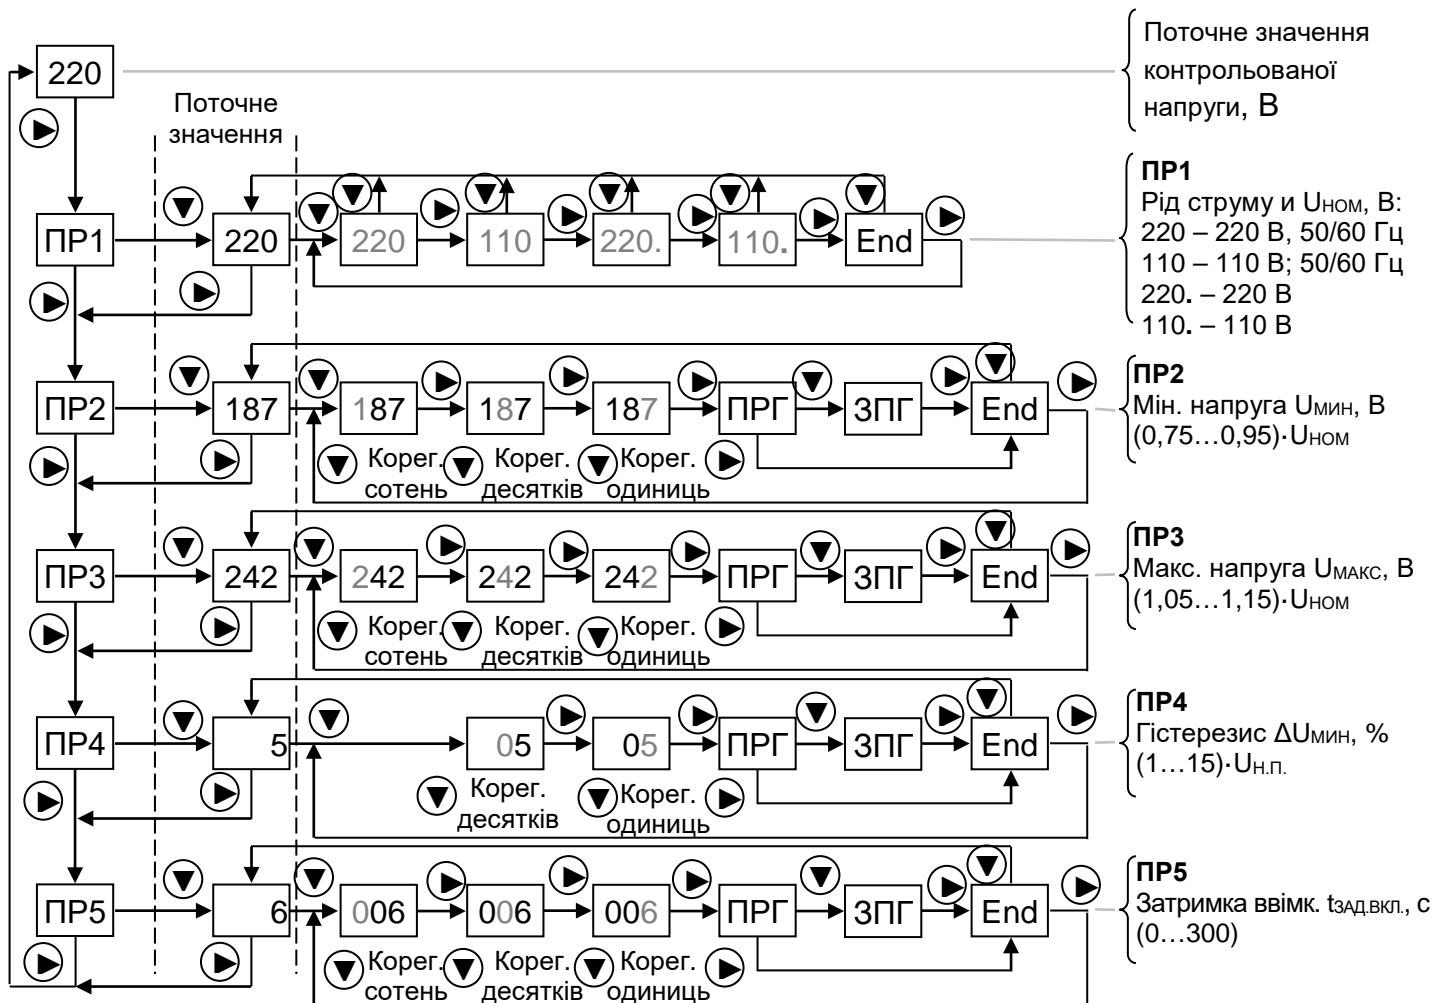 220
Поточне значення
контрольованої
напруги, В
Поточне
значення
ПР1
220
220
110
220.
110.
End
ПР1
Рід струму и UНОМ, В:
220 – 220 В, 50/60 Гц
110 – 110 В; 50/60 Гц
220. – 220 В
110. – 110 В
ПР2
187
187
187
187
ПРГ
ЗПГ
End
Корег.
сотень
Корег.
десятків
Корег.
одиниць
ПР2
Мін. напруга UМИН, В
(0,75...0,95)·UНОМ
ПР3
242
242
242
242
ПРГ
ЗПГ
End
Корег.
сотень
Корег.
десятків
Корег.
одиниць
ПР3
Макс. напруга UМАКС, В
(1,05...1,15)·UНОМ
ПР4
5
05
05
ПРГ
ЗПГ
End
Корег.
десятків
Корег.
одиниць
ПР4
Гістерезис ΔUМИН, %
(1...15)·UН.П.
ПР5
6
006
006
006
ПРГ
ЗПГ
End
Корег.
сотень
Корег.
десятків
Корег.
одиниць
ПР5
Затримка ввімк. tЗАД.ВКЛ., с
(0...300)